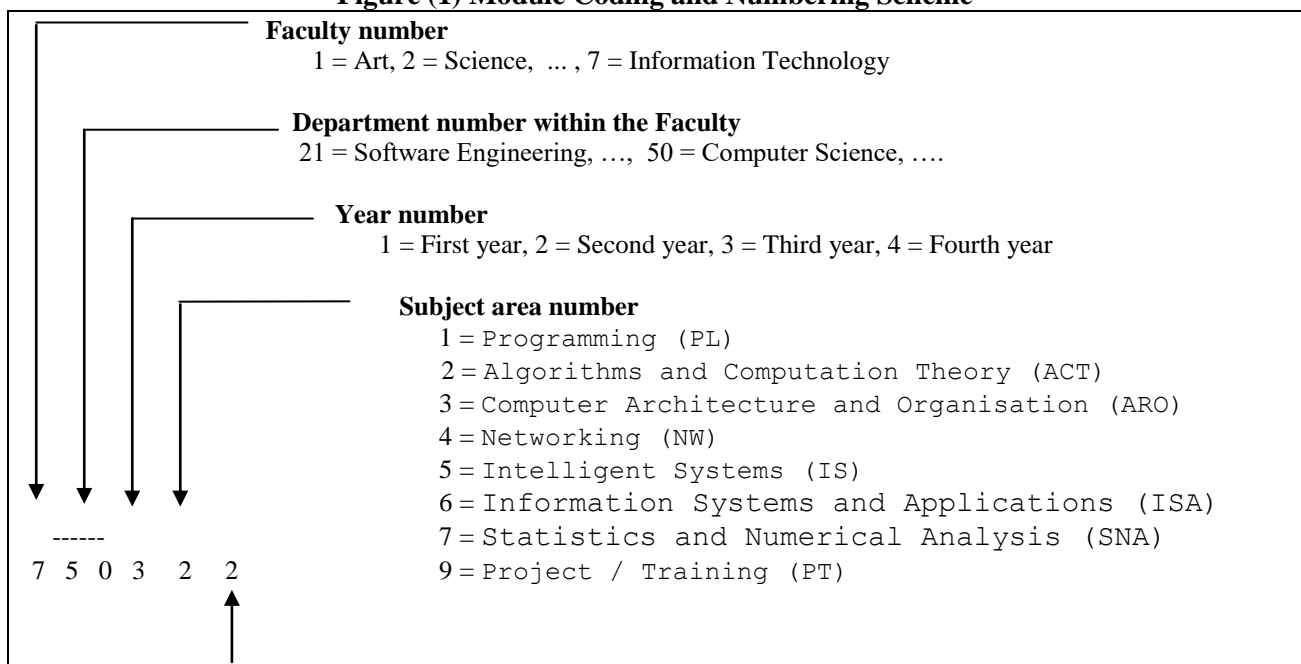 Figure (1) Module Coding and Numbering Scheme
Faculty number
1 = Art, 2 = Science, ... , 7 = Information Technology
Department number within the Faculty
21 = Software Engineering, …, 50 = Computer Science, ….
Year number
1 = First year, 2 = Second year, 3 = Third year, 4 = Fourth year
Subject area number
1 = Programming (PL)
2 = Algorithms and Computation Theory (ACT)
3 = Computer Architecture and Organisation (ARO)
4 = Networking (NW)
5 = Intelligent Systems (IS)
6 = Information Systems and Applications (ISA)
7 = Statistics and Numerical Analysis (SNA)
9 = Project / Training (PT)
------
7 5 0 3 2 2